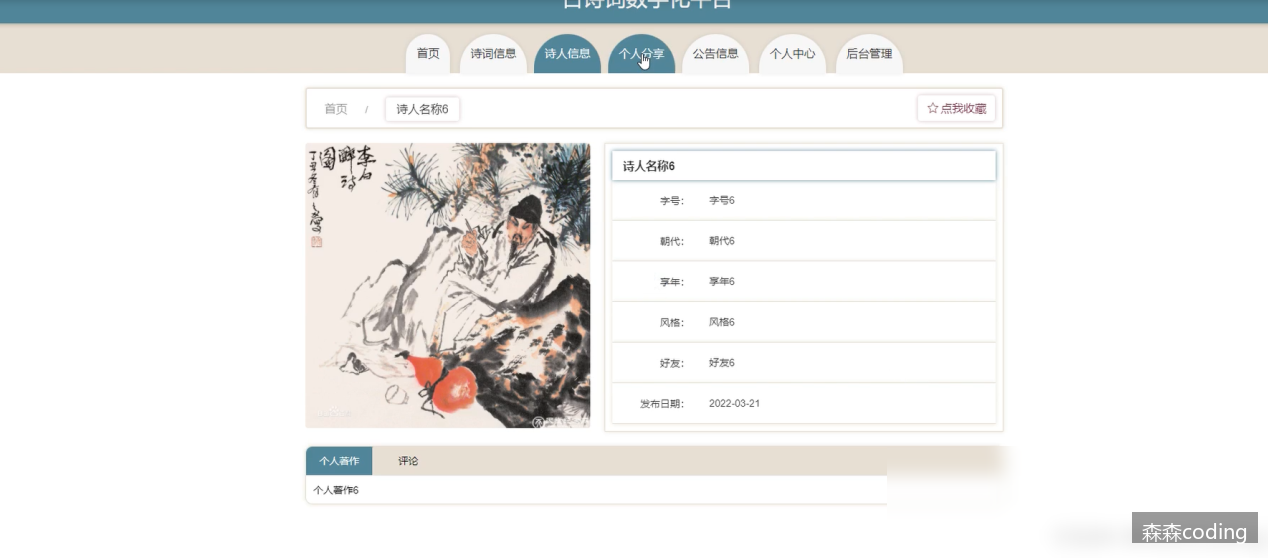 古诗词数字化平台
首页 诗词信息 诗人信息 个人分享 公告信息 个人中心 后台管理
首页 / 诗人名称6
☆ 点我收藏
李白
醉诗
图
诗人名称6
字号: 字号6
朝代: 朝代6
享年: 享年6
风格: 风格6
好友: 好友6
发布日期: 2022-03-21
个人著作 评论
个人著作6
森森coding